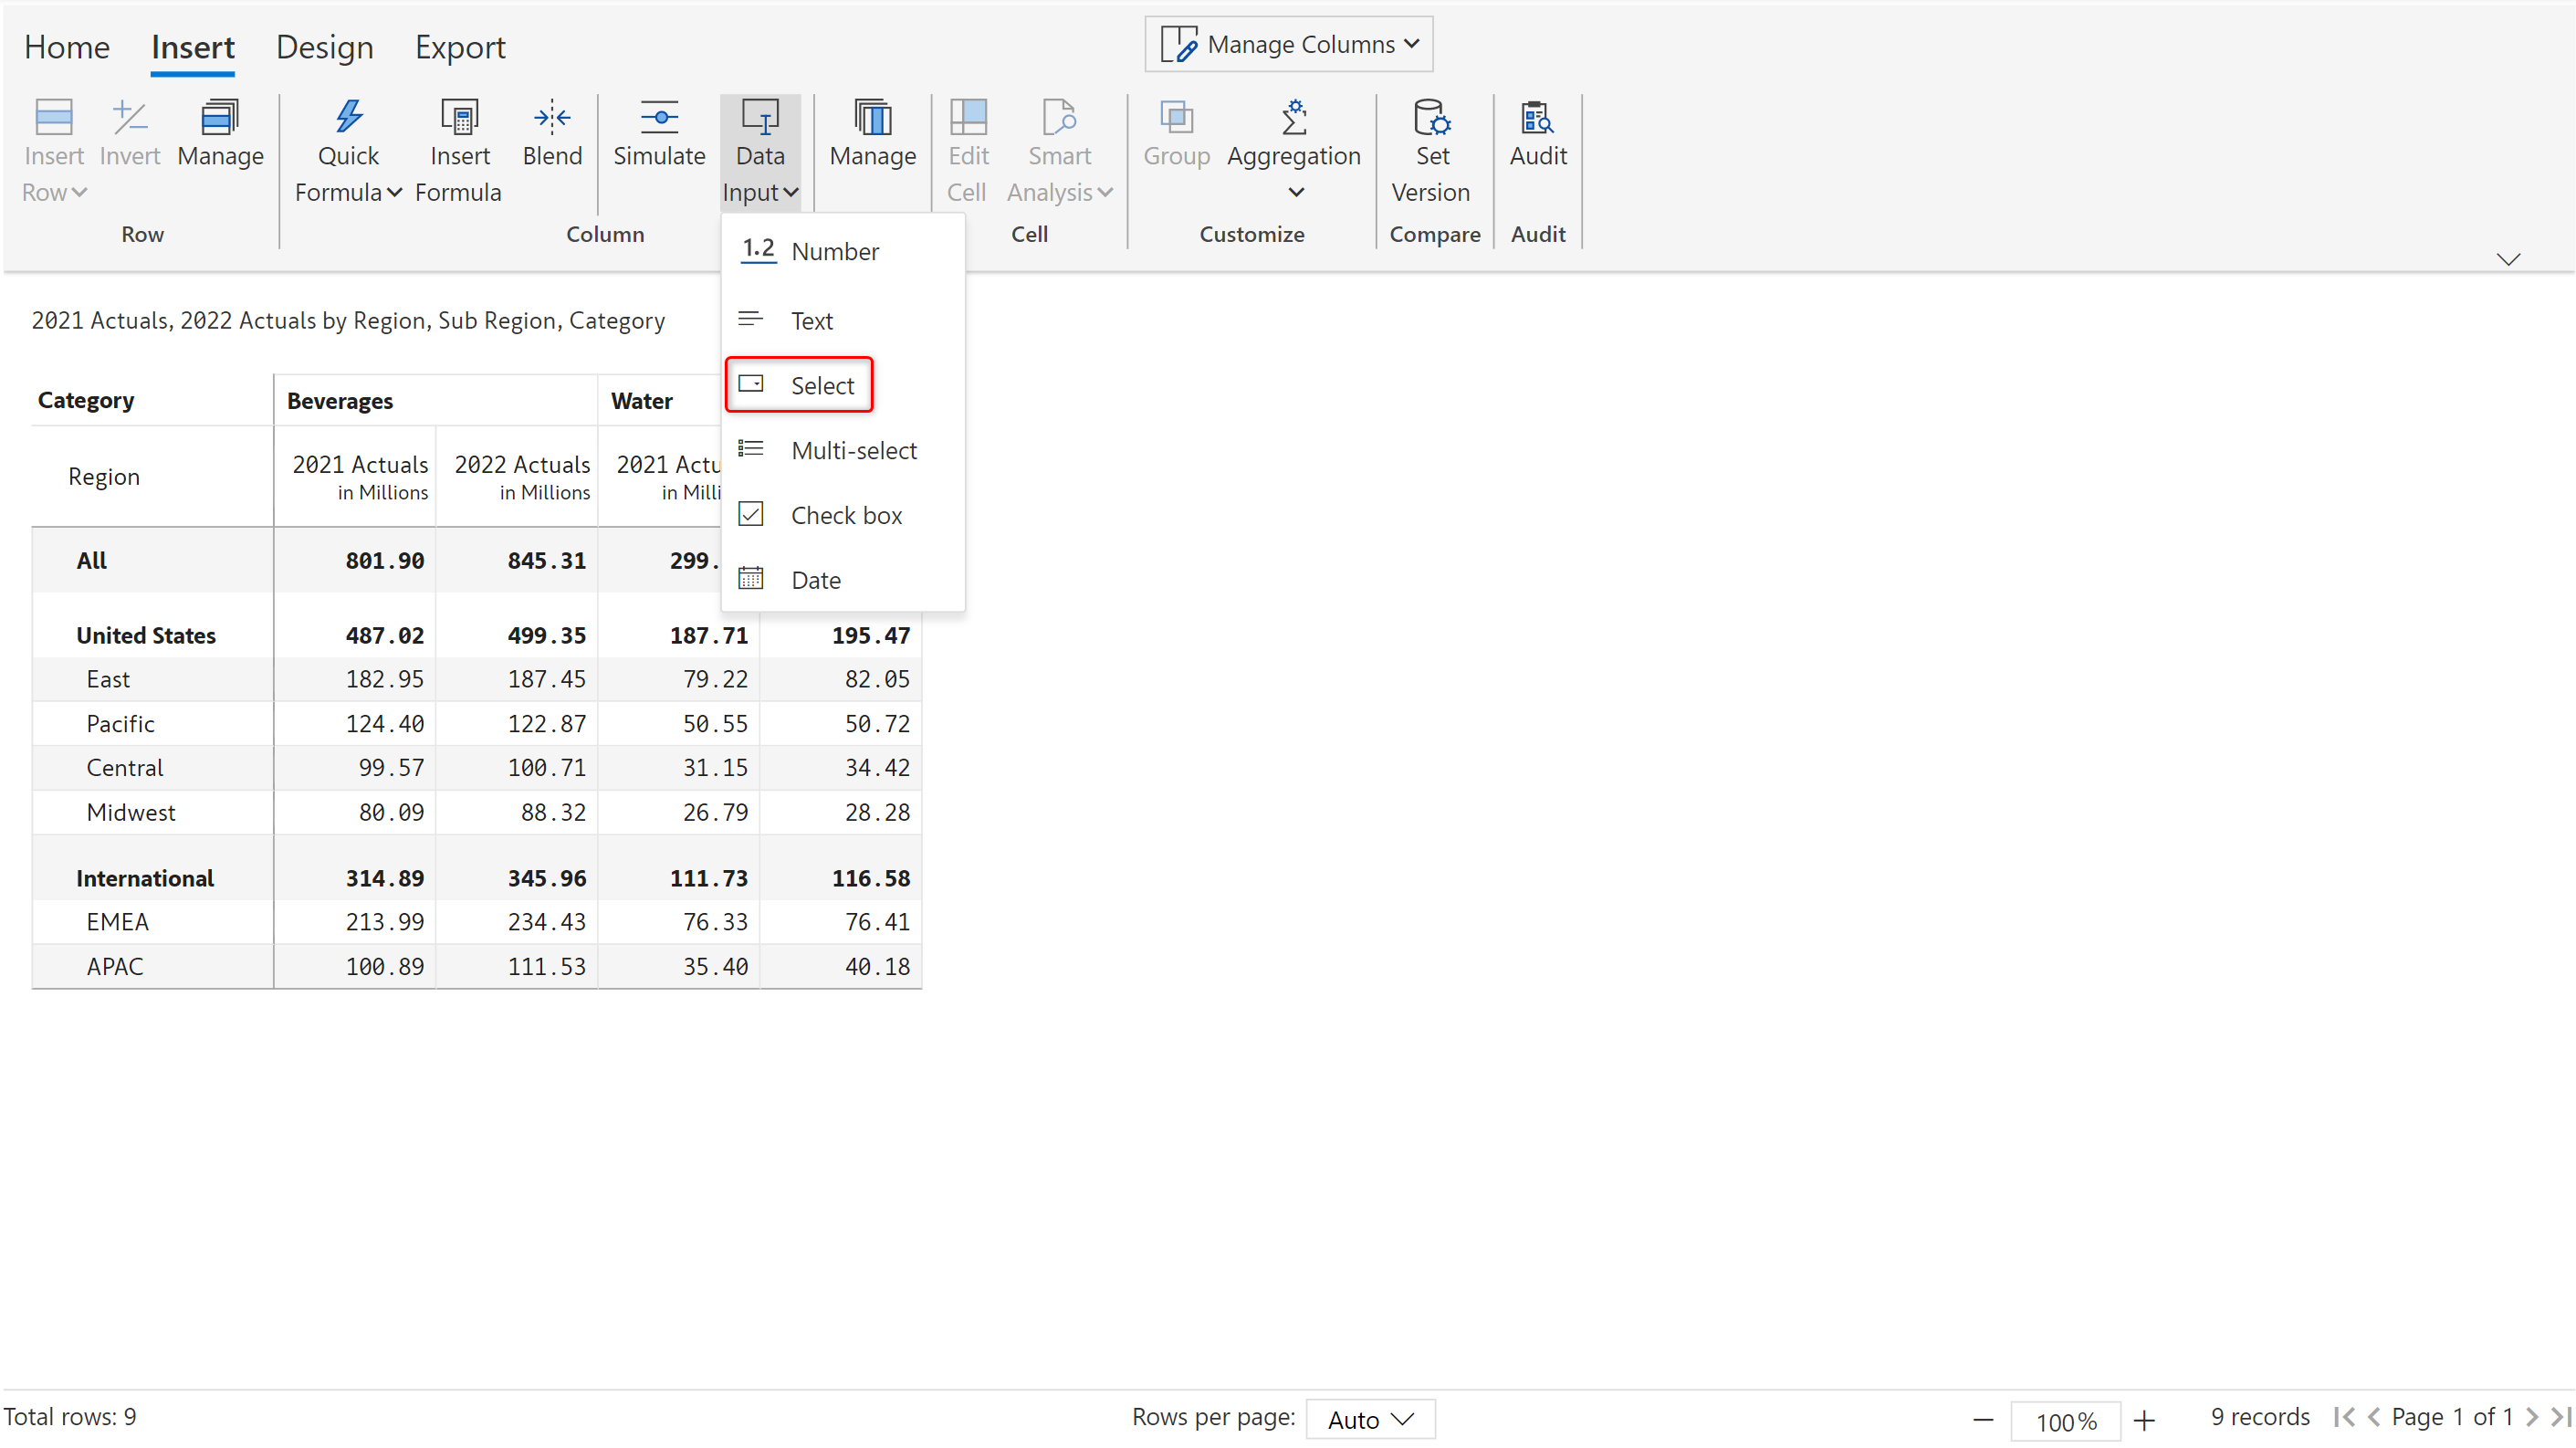 Home Insert Design Export Manage Columns
Insert Row Invert Manage Quick Formula Insert Formula Blend Simulate Data Input Manage Edit Cell Smart Analysis Group Aggregation Set Version Audit
Row Column Cell Customize Compare Audit
1.2 Number
Text
Select
Multi-select
Check box
Date
2021 Actuals, 2022 Actuals by Region, Sub Region, Category
Category Beverages Water
Region 2021 Actuals 2022 Actuals 2021 Actu
in Millions in Millions in Milli
All 801.90 845.31 299.
United States 487.02 499.35 187.71 195.47
East 182.95 187.45 79.22 82.05
Pacific 124.40 122.87 50.55 50.72
Central 99.57 100.71 31.15 34.42
Midwest 80.09 88.32 26.79 28.28
International 314.89 345.96 111.73 116.58
EMEA 213.99 234.43 76.33 76.41
APAC 100.89 111.53 35.40 40.18
Total rows: 9 Rows per page: Auto 100% 9 records Page 1 of 1